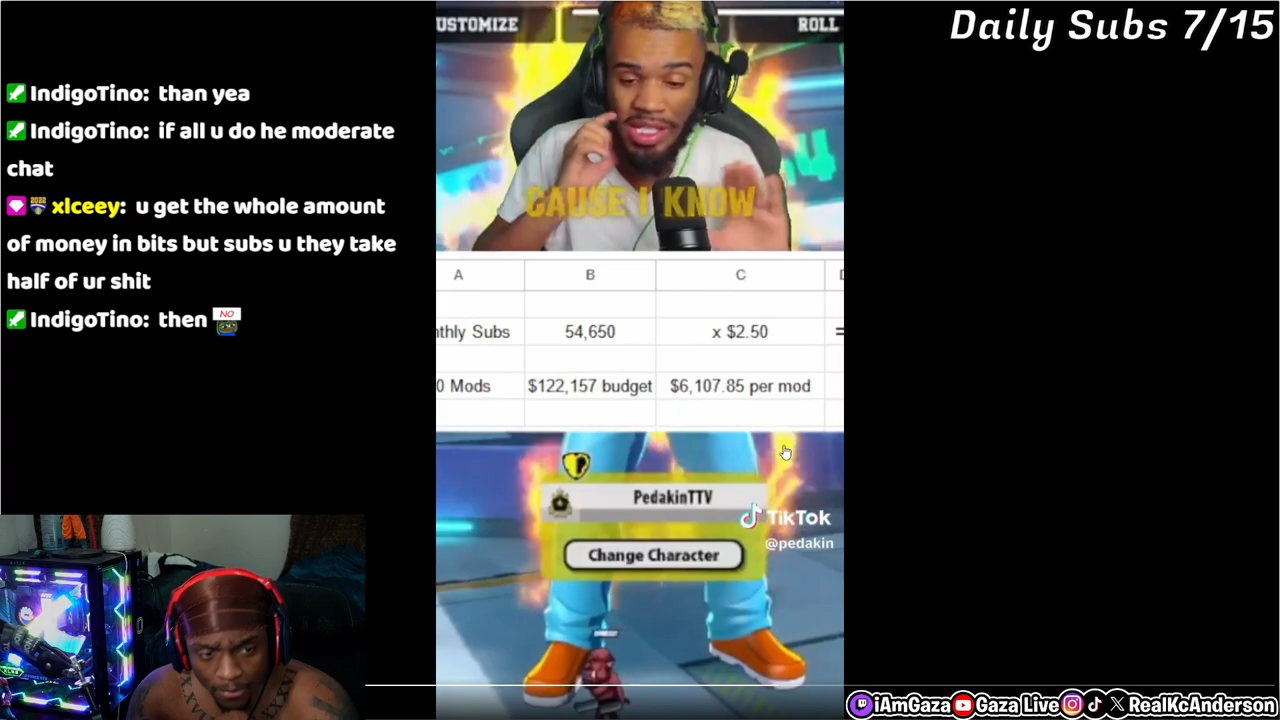 Daily Subs 7/15
USTOMIZE
ROLL
IndigoTino: than yea
IndigoTino: if all u do he moderate
chat
xlceey: u get the whole amount
of money in bits but subs u they take
half of ur shit
IndigoTino: then NO
CAUSE I KNOW
A B C
nthly Subs 54,650 x $2.50 =
0 Mods $122,157 budget $6,107.85 per mod
PedakinTTV
TikTok
@pedakin
Change Character
iAmGaza Gaza Live RealKcAnderson